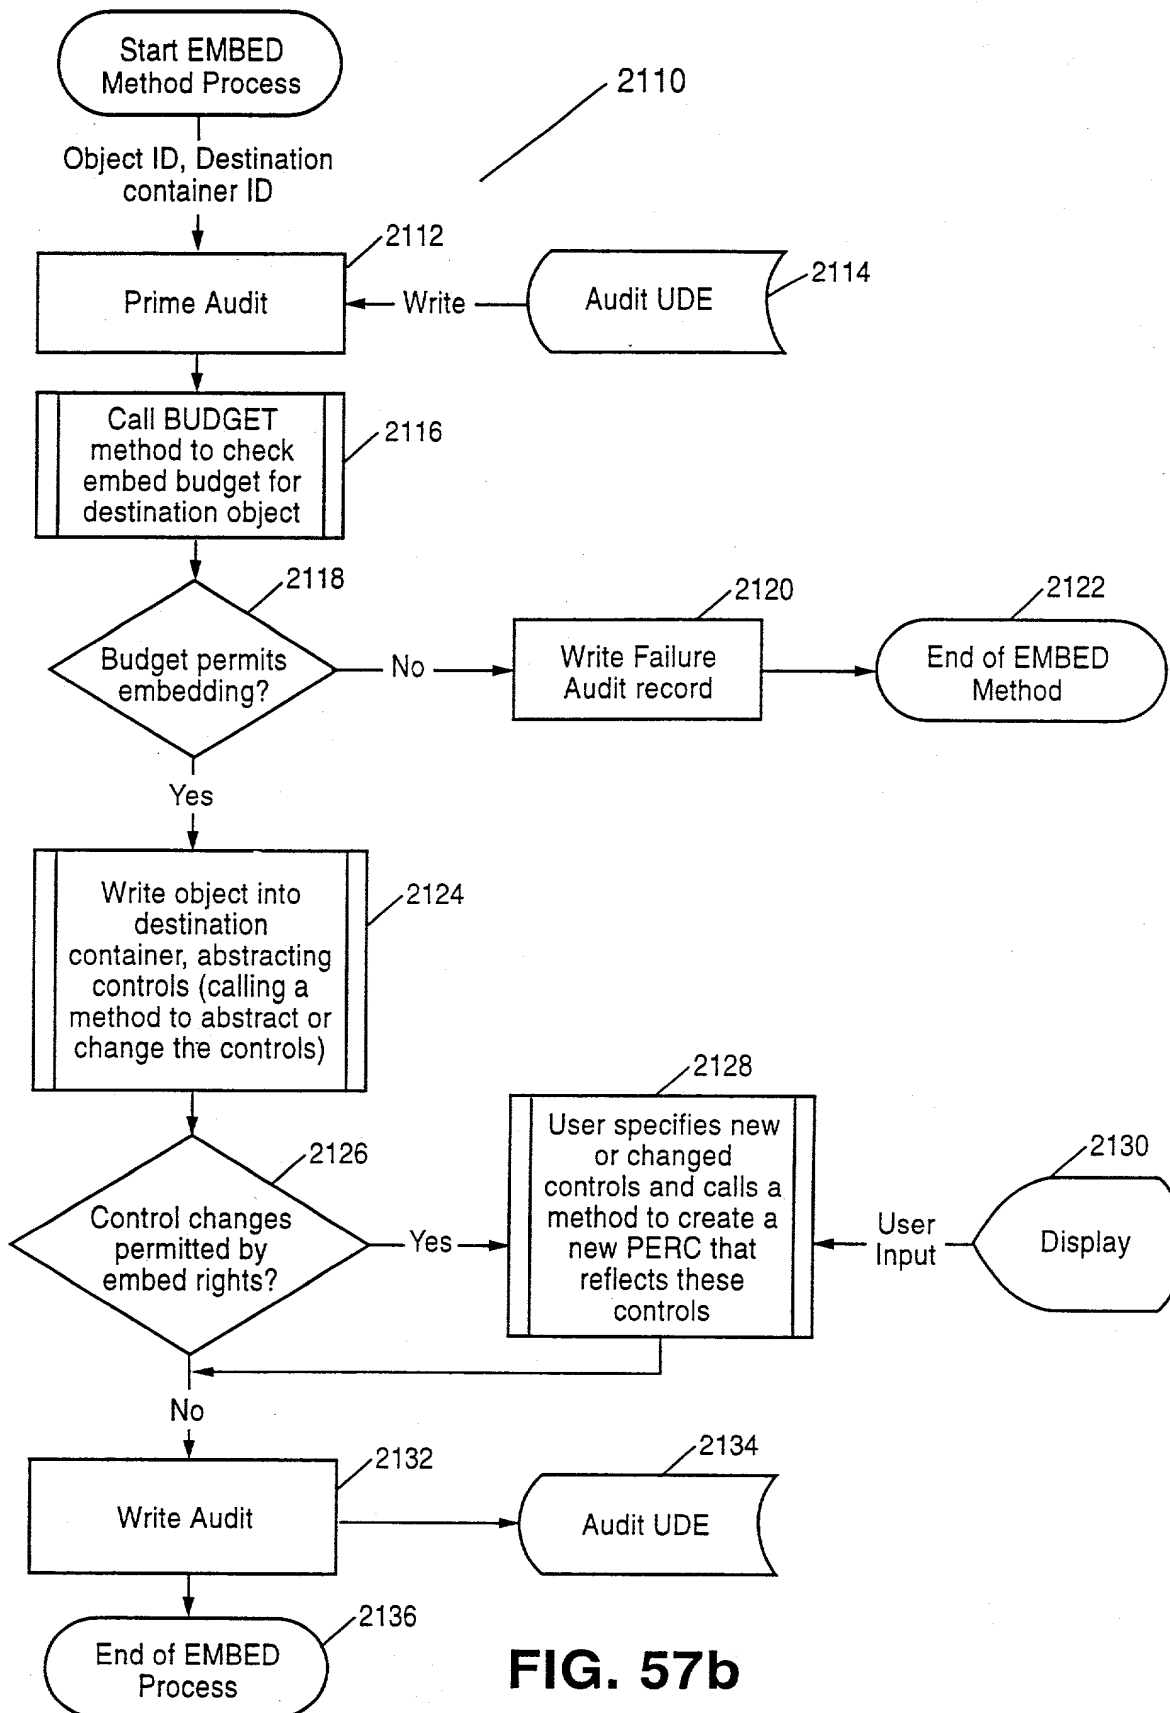 Start EMBED
Method Process
2110
Object ID, Destination
container ID
2112
Prime Audit
Write
Audit UDE
2114
Call BUDGET
method to check
embed budget for
destination object
2116
2118
Budget permits
embedding?
No
2120
Write Failure
Audit record
2122
End of EMBED
Method
Yes
Write object into
destination
container, abstracting
controls (calling a
method to abstract or
change the controls)
2124
2126
Control changes
permitted by
embed rights?
Yes
2128
User specifies new
or changed
controls and calls a
method to create a
new PERC that
reflects these
controls
User
Input
2130
Display
No
2132
Write Audit
2134
Audit UDE
2136
End of EMBED
Process
FIG. 57b